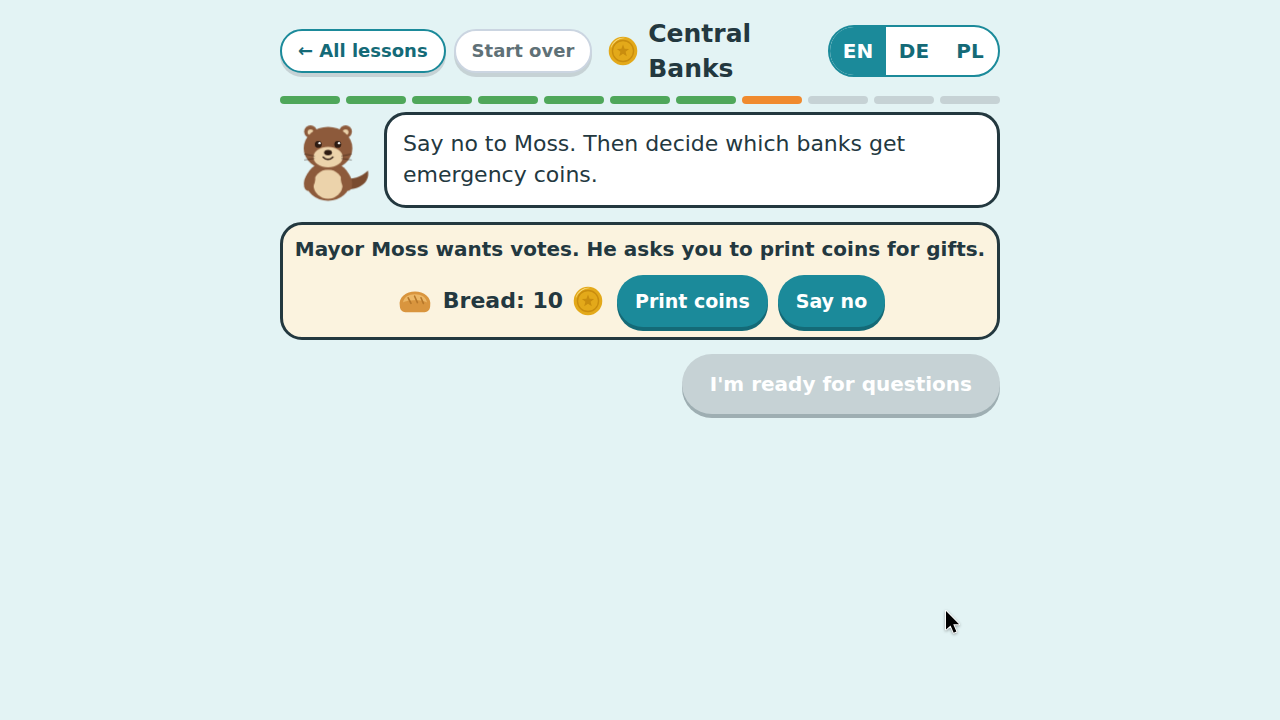 ← All lessons
Start over
Central
Banks
EN DE PL
Say no to Moss. Then decide which banks get
emergency coins.
Mayor Moss wants votes. He asks you to print coins for gifts.
Bread: 10
Print coins
Say no
I'm ready for questions